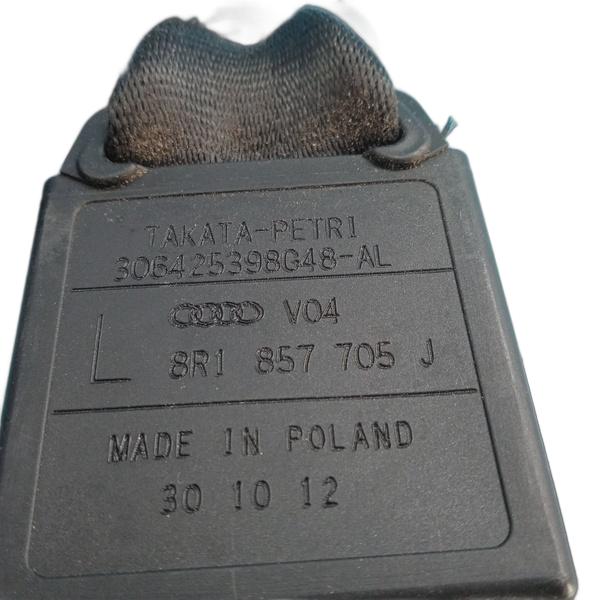 TAKATA-PETRI
306425398G48-AL
V04
L 8R1 857 705 J
MADE IN POLAND
30 10 12